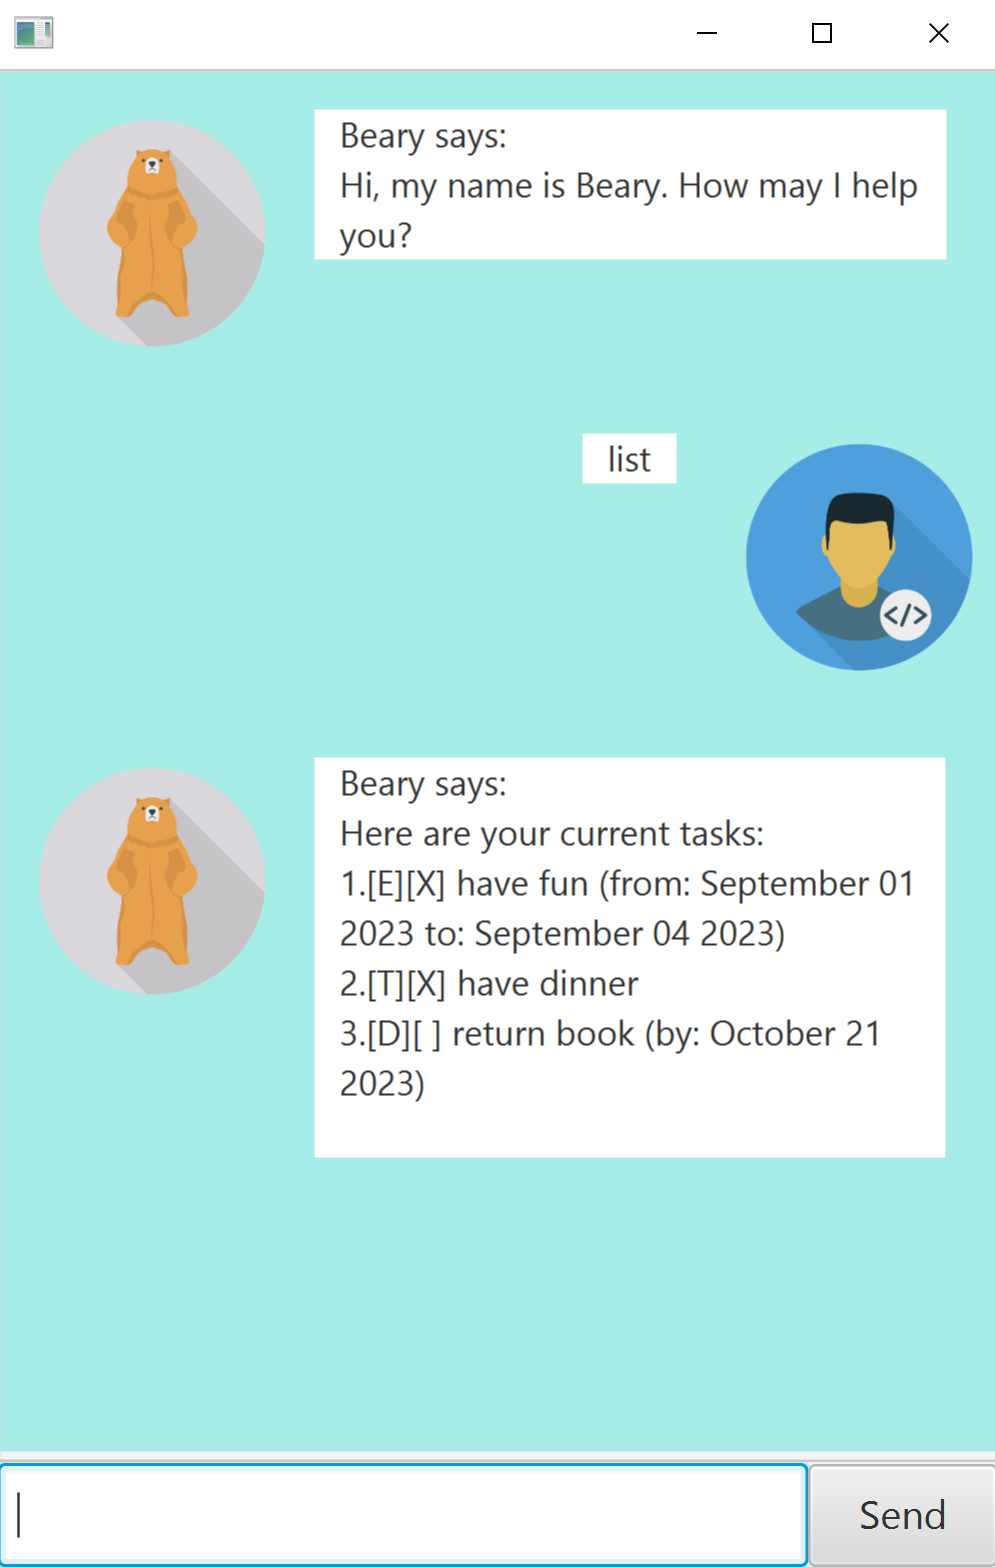 Beary says:
Hi, my name is Beary. How may I help
you?
list
</>
Beary says:
Here are your current tasks:
1.[E][X] have fun (from: September 01
2023 to: September 04 2023)
2.[T][X] have dinner
3.[D][ ] return book (by: October 21
2023)
Send